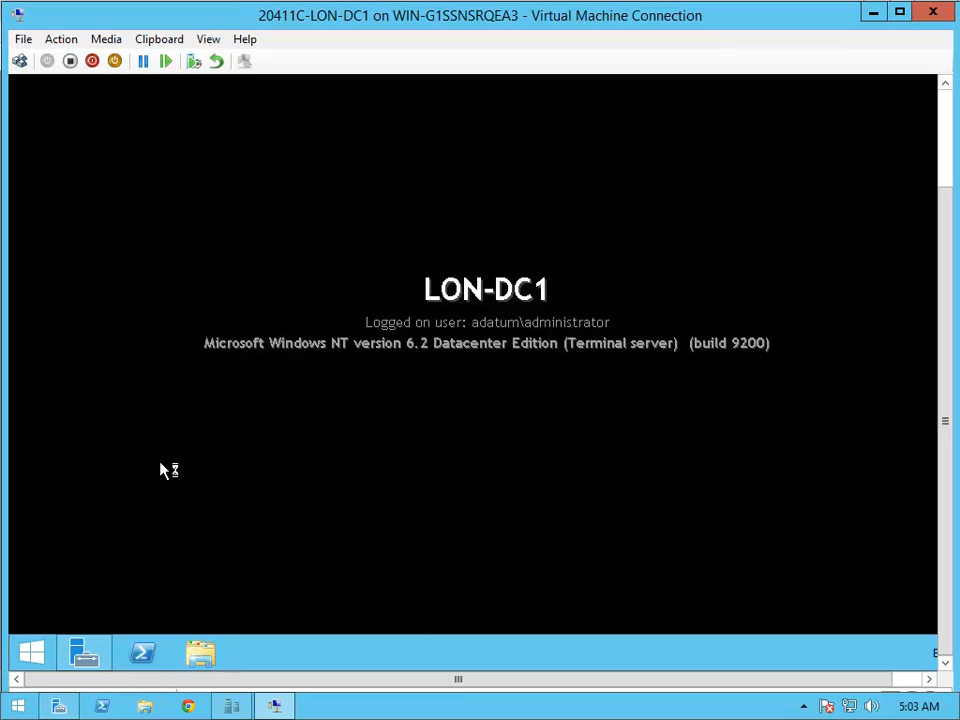 20411C-LON-DC1 on WIN-G1SSNSRQEA3 - Virtual Machine Connection
File Action Media Clipboard View Help
LON-DC1
Logged on user: adatum\administrator
Microsoft Windows NT version 6.2 Datacenter Edition (Terminal server) (build 9200)
5:03 AM